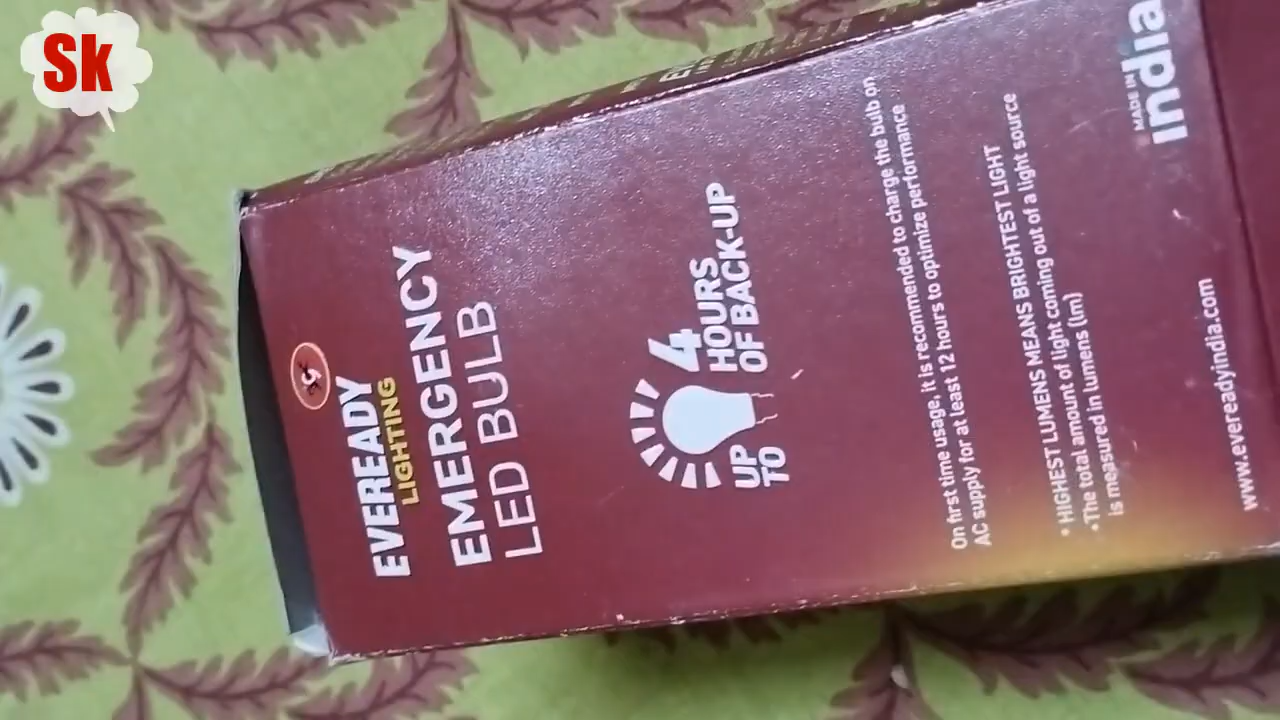 Sk
EVEREADY
LIGHTING
EMERGENCY
LED BULB
UP
TO
4
HOURS
OF BACK-UP
On first time usage, it is recommended to charge the bulb on
AC supply for at least 12 hours to optimize performance
* HIGHEST LUMENS MEANS BRIGHTEST LIGHT
•The total amount of light coming out of a light source
is measured in lumens (lm)
www.evereadyindia.com
MADE IN
india